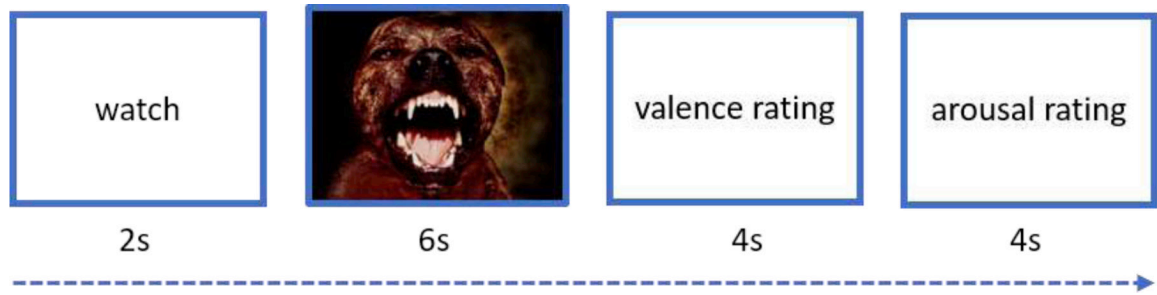 watch
valence rating
arousal rating
2s
6s
4s
4s